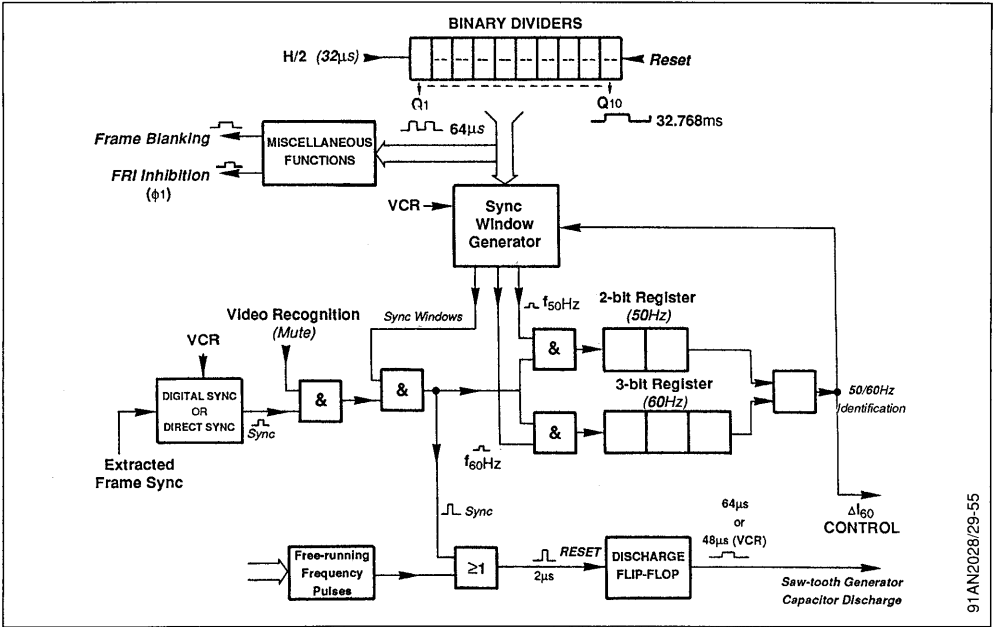 BINARY DIVIDERS
H/2 (32µs)
Reset
Q1
Q10
32.768ms
64µs
Frame Blanking
FRI Inhibition
(φ1)
MISCELLANEOUS
FUNCTIONS
VCR
Sync
Window
Generator
f50Hz
2-bit Register
(50Hz)
Video Recognition
(Mute)
Sync Windows
VCR
&
3-bit Register
(60Hz)
DIGITAL SYNC
OR
DIRECT SYNC
&
&
50/60Hz
Identification
Sync
&
Extracted
Frame Sync
f60Hz
Sync
64µs
or
48µs (VCR)
ΔI60
CONTROL
Free-running
Frequency
Pulses
≥1
RESET
2µs
DISCHARGE
FLIP-FLOP
Saw-tooth Generator
Capacitor Discharge
91AN2028/29-55